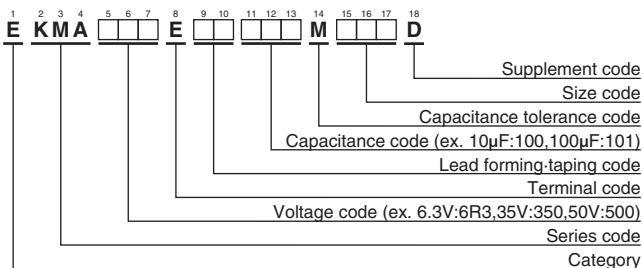 1 2 3 4 5 6 7 8 9 10 11 12 13 14 15 16 17 18
E KMA E M D
Supplement code
Size code
Capacitance tolerance code
Capacitance code (ex. 10μF:100,100μF:101)
Lead forming·taping code
Terminal code
Voltage code (ex. 6.3V:6R3,35V:350,50V:500)
Series code
Category